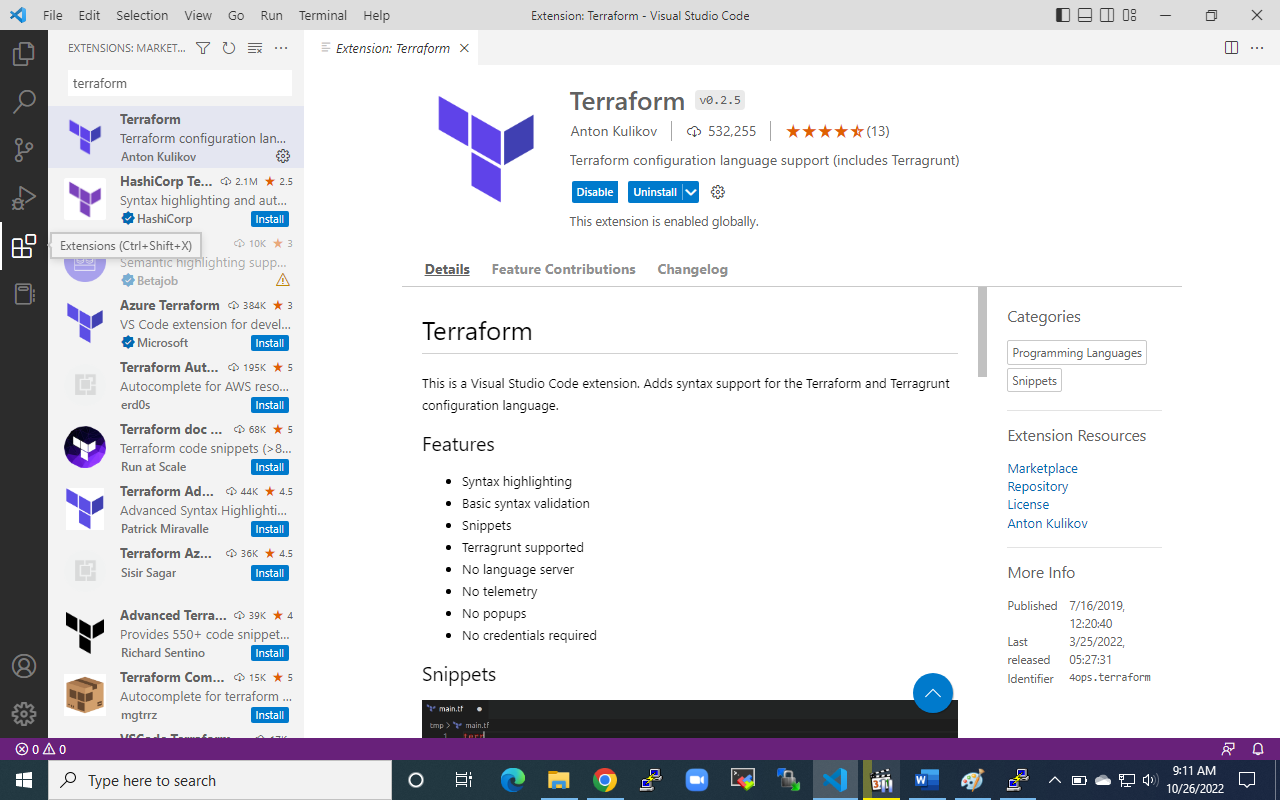 File Edit Selection View Go Run Terminal Help
Extension: Terraform - Visual Studio Code
EXTENSIONS: MARKET...
terraform
Terraform
Terraform configuration lan...
Anton Kulikov
HashiCorp Te... 2.1M 2.5
Syntax highlighting and aut...
HashiCorp Install
10K 3
Extensions (Ctrl+Shift+X)
Semantic highlighting supp...
Betajob
Azure Terraform 384K 3
VS Code extension for devel...
Microsoft Install
Terraform Aut... 195K 5
Autocomplete for AWS reso...
erd0s Install
Terraform doc ... 68K 5
Terraform code snippets (>8...
Run at Scale Install
Terraform Ad... 44K 4.5
Advanced Syntax Highlighti...
Patrick Miravalle Install
Terraform Az... 36K 4.5
Sisir Sagar Install
Advanced Terra... 39K 4
Provides 550+ code snippet...
Richard Sentino Install
Terraform Com... 15K 5
Autocomplete for terraform ...
mgtrrz Install
VSCode Terraform 17K
Extension: Terraform
Terraform v0.2.5
Anton Kulikov 532,255 (13)
Terraform configuration language support (includes Terragrunt)
Disable Uninstall
This extension is enabled globally.
Details Feature Contributions Changelog
Terraform
This is a Visual Studio Code extension. Adds syntax support for the Terraform and Terragrunt
configuration language.
Features
Syntax highlighting
Basic syntax validation
Snippets
Terragrunt supported
No language server
No telemetry
No popups
No credentials required
Snippets
main.tf
tmp > main.tf
1 terr
Categories
Programming Languages
Snippets
Extension Resources
Marketplace
Repository
License
Anton Kulikov
More Info
Published 7/16/2019,
12:20:40
Last 3/25/2022,
released 05:27:31
Identifier 4ops.terraform
0 0
Type here to search
9:11 AM
10/26/2022